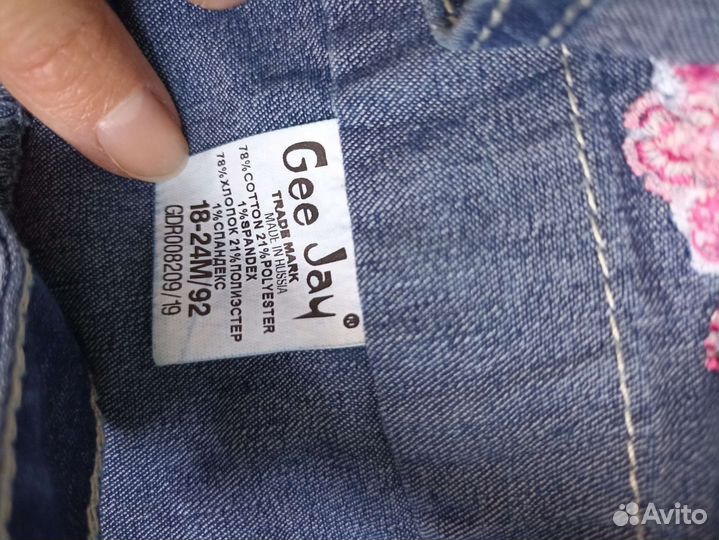 Gee Jay ®
TRADE MARK
MADE IN RUSSIA
78%COTTON 21%POLYESTER
1%SPANDEX
78%ХЛОПОК 21%ПОЛИЭСТЕР
1%СПАНДЕКС
18-24M/92
GDR008209/19
Avito